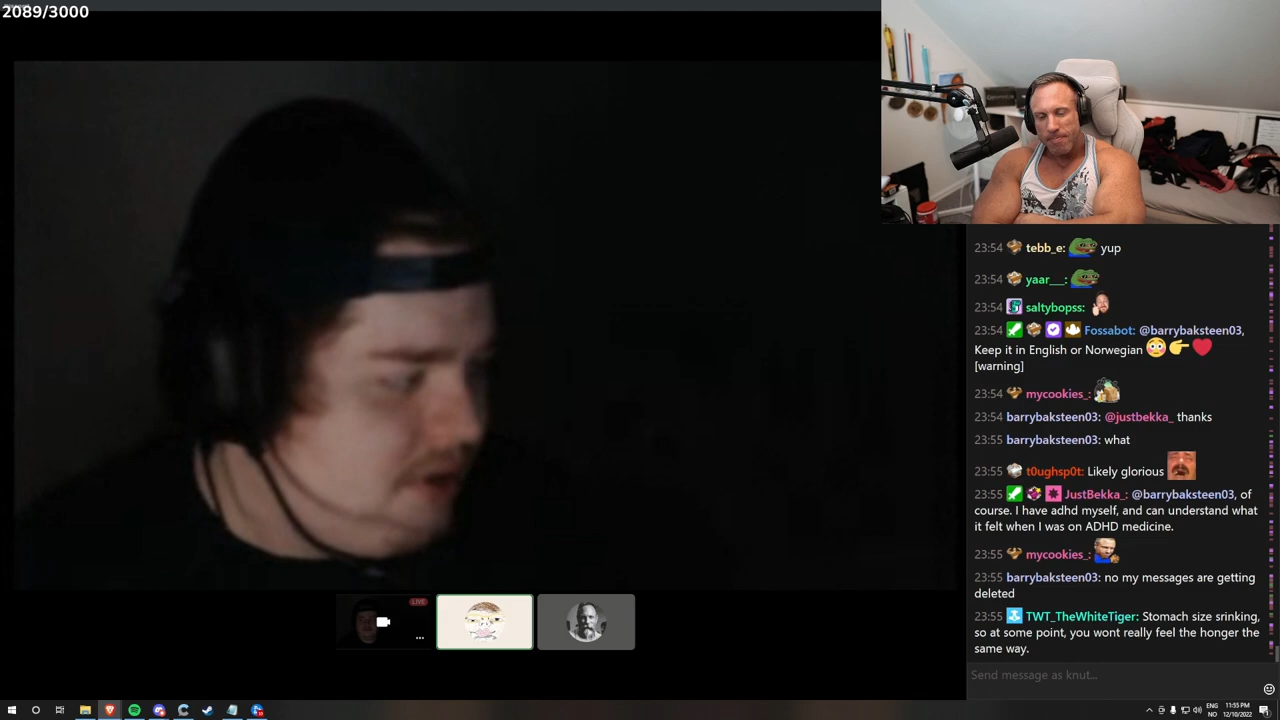 2089/3000
LIVE
23:54 tebb_e: yup
23:54 yaar___:
23:54 saltybopss:
23:54 Fossabot: @barrybaksteen03,
Keep it in English or Norwegian
[warning]
23:54 mycookies_:
23:54 barrybaksteen03: @justbekka_ thanks
23:55 barrybaksteen03: what
23:55 t0ughsp0t: Likely glorious
23:55 JustBekka_: @barrybaksteen03, of
course. I have adhd myself, and can understand what
it felt when I was on ADHD medicine.
23:55 mycookies_:
23:55 barrybaksteen03: no my messages are getting
deleted
23:55 TWT_TheWhiteTiger: Stomach size srinking,
so at some point, you wont really feel the honger the
same way.
Send message as knut...
ENG
NO
11:55 PM
12/10/2022